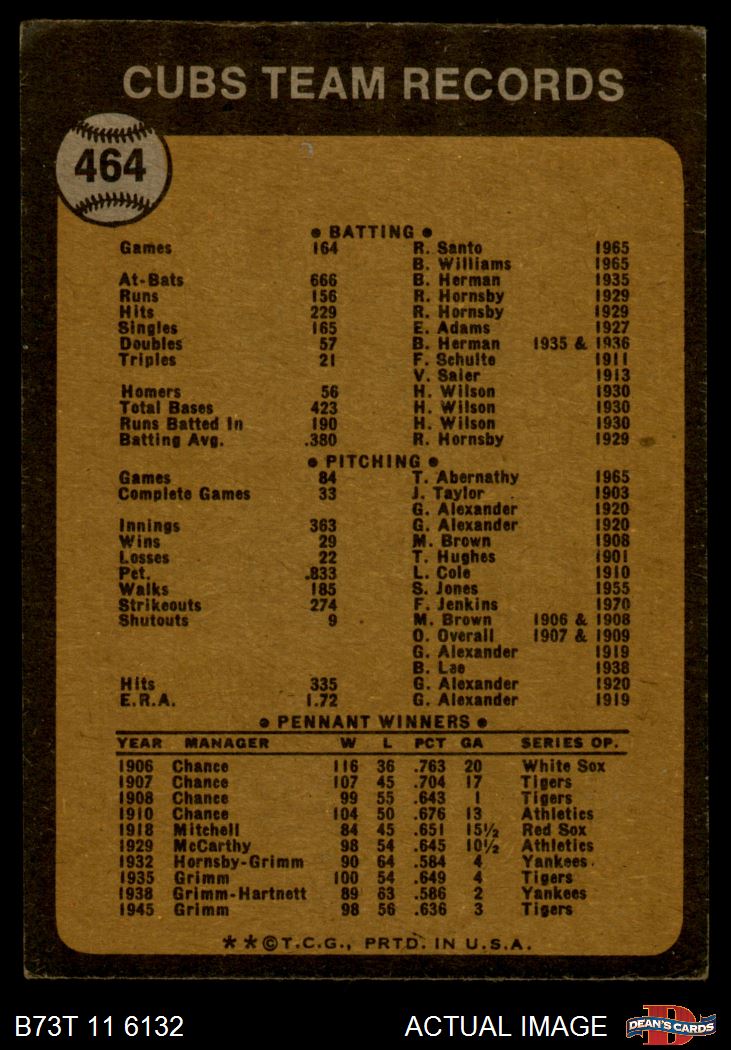 CUBS TEAM RECORDS
464
• BATTING •
Games 164 R. Santo 1965
B. Williams 1965
At-Bats 666 B. Herman 1935
Runs 156 R. Hornsby 1929
Hits 229 R. Hornsby 1929
Singles 165 E. Adams 1927
Doubles 57 B. Herman 1935 & 1936
Triples 21 F. Schulte 1911
V. Saier 1913
Homers 56 H. Wilson 1930
Total Bases 423 H. Wilson 1930
Runs Batted In 190 H. Wilson 1930
Batting Avg. .380 R. Hornsby 1929
• PITCHING •
Games 84 T. Abernathy 1965
Complete Games 33 J. Taylor 1903
G. Alexander 1920
Innings 363 G. Alexander 1920
Wins 29 M. Brown 1908
Losses 22 T. Hughes 1901
Pct. .833 L. Cole 1910
Walks 185 S. Jones 1955
Strikeouts 274 F. Jenkins 1970
Shutouts 9 M. Brown 1906 & 1908
O. Overall 1907 & 1909
G. Alexander 1919
B. Lee 1938
Hits 335 G. Alexander 1920
E.R.A. 1.72 G. Alexander 1919
• PENNANT WINNERS •
YEAR MANAGER W L PCT GA SERIES OP.
1906 Chance 116 36 .763 20 White Sox
1907 Chance 107 45 .704 17 Tigers
1908 Chance 99 55 .643 1 Tigers
1910 Chance 104 50 .676 13 Athletics
1918 Mitchell 84 45 .651 15½ Red Sox
1929 McCarthy 98 54 .645 10½ Athletics
1932 Hornsby-Grimm 90 64 .584 4 Yankees
1935 Grimm 100 54 .649 4 Tigers
1938 Grimm-Hartnett 89 63 .586 2 Yankees
1945 Grimm 98 56 .636 3 Tigers
**©T.C.G., PRTD. IN U.S.A.
B73T 11 6132 ACTUAL IMAGE
DEAN'S CARDS